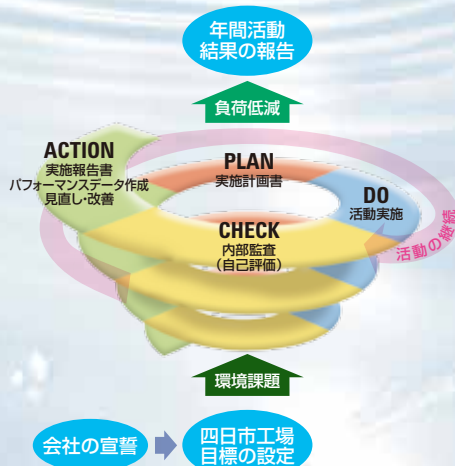 年間活動
結果の報告
負荷低減
ACTION
実施報告書
パフォーマンスデータ作成
見直し・改善
PLAN
実施計画書
DO
活動実施
CHECK
内部監査
（自己評価）
活動の継続
環境課題
会社の宣誓
四日市工場
目標の設定